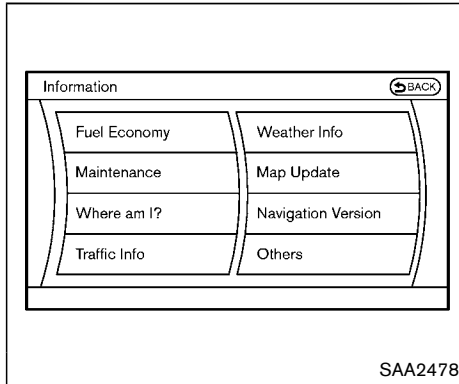 Information
BACK
Fuel Economy
Weather Info
Maintenance
Map Update
Where am I?
Navigation Version
Traffic Info
Others
SAA2478